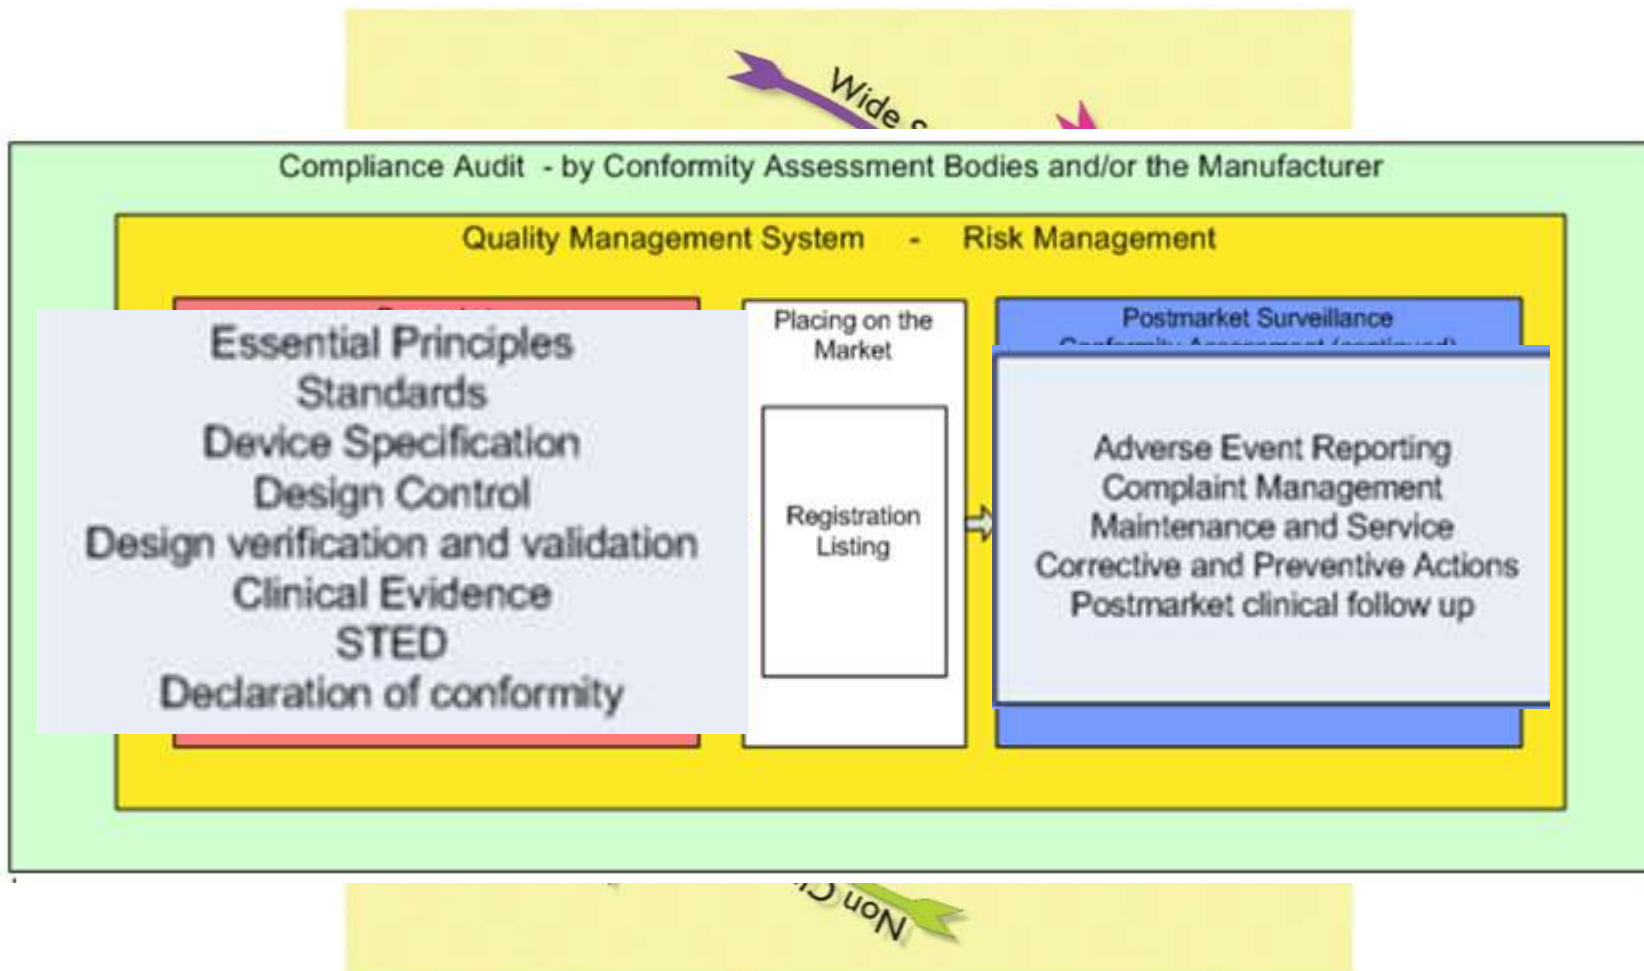 Wide
Compliance Audit - by Conformity Assessment Bodies and/or the Manufacturer
Quality Management System - Risk Management
Essential Principles
Standards
Device Specification
Design Control
Design verification and validation
Clinical Evidence
STED
Declaration of conformity
Placing on the
Market
Registration
Listing
Postmarket Surveillance
Conformity Assessment (continued)
Adverse Event Reporting
Complaint Management
Maintenance and Service
Corrective and Preventive Actions
Postmarket clinical follow up
Non